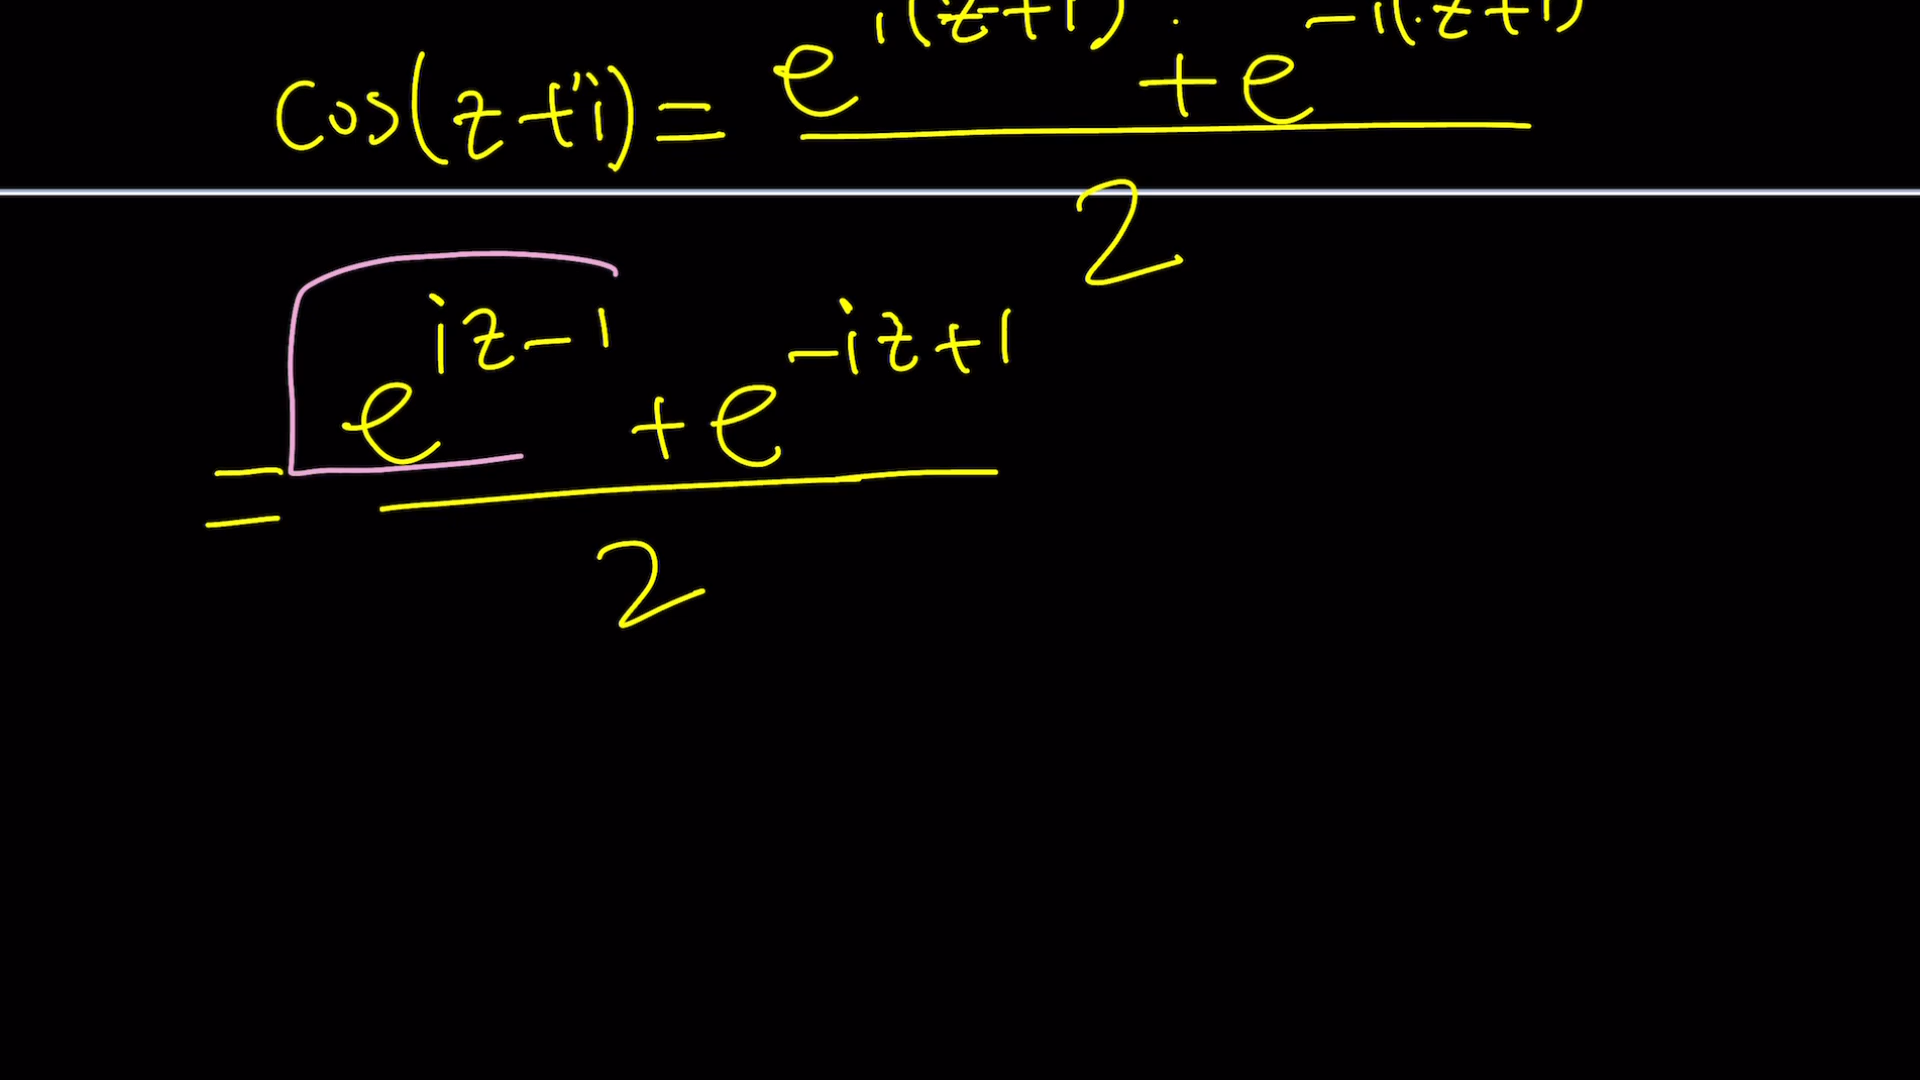 cos(z+i) = e^{i(z+i)} + e^{-i(z+i)} / 2
= e^{iz-1} + e^{-iz+1} / 2